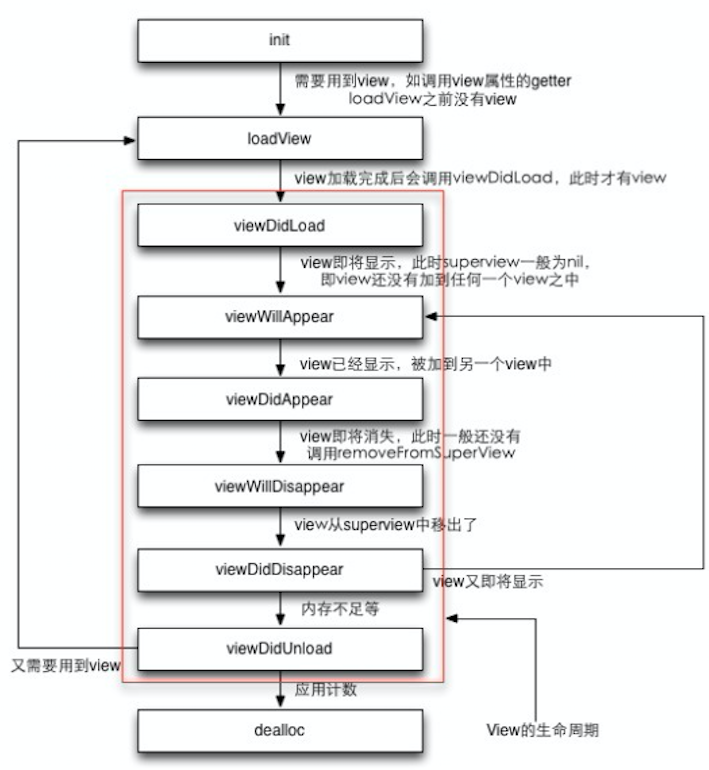 init
需要用到view，如调用view属性的getter
loadView之前没有view
loadView
view加载完成后会调用viewDidLoad，此时才有view
viewDidLoad
view即将显示，此时superview一般为nil，
即view还没有加到任何一个view之中
viewWillAppear
view已经显示，被加到另一个view中
viewDidAppear
view即将消失，此时一般还没有
调用removeFromSuperView
viewWillDisappear
view从superview中移出了
viewDidDisappear
view又即将显示
内存不足等
viewDidUnload
又需要用到view
应用计数
dealloc
View的生命周期